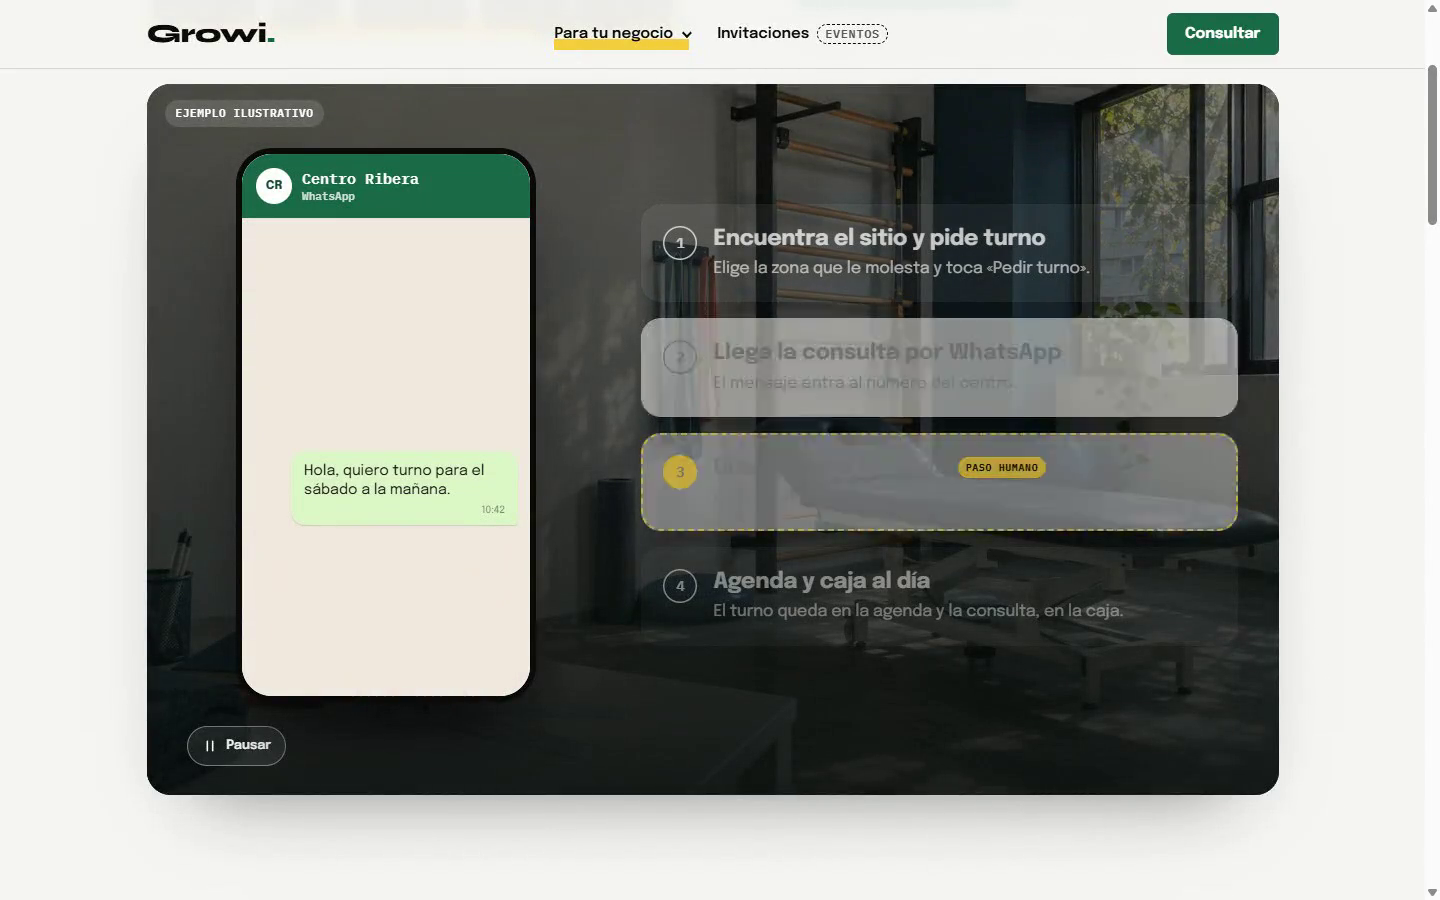 Growi.
Para tu negocio
Invitaciones
EVENTOS
Consultar
EJEMPLO ILUSTRATIVO
CR
Centro Ribera
WhatsApp
Hola, quiero turno para el
sábado a la mañana.
10:42
Pausar
1
Encuentra el sitio y pide turno
Elige la zona que le molesta y toca «Pedir turno».
2
Llega la consulta por WhatsApp
El mensaje entra al número del centro.
3
PASO HUMANO
4
Agenda y caja al día
El turno queda en la agenda y la consulta, en la caja.